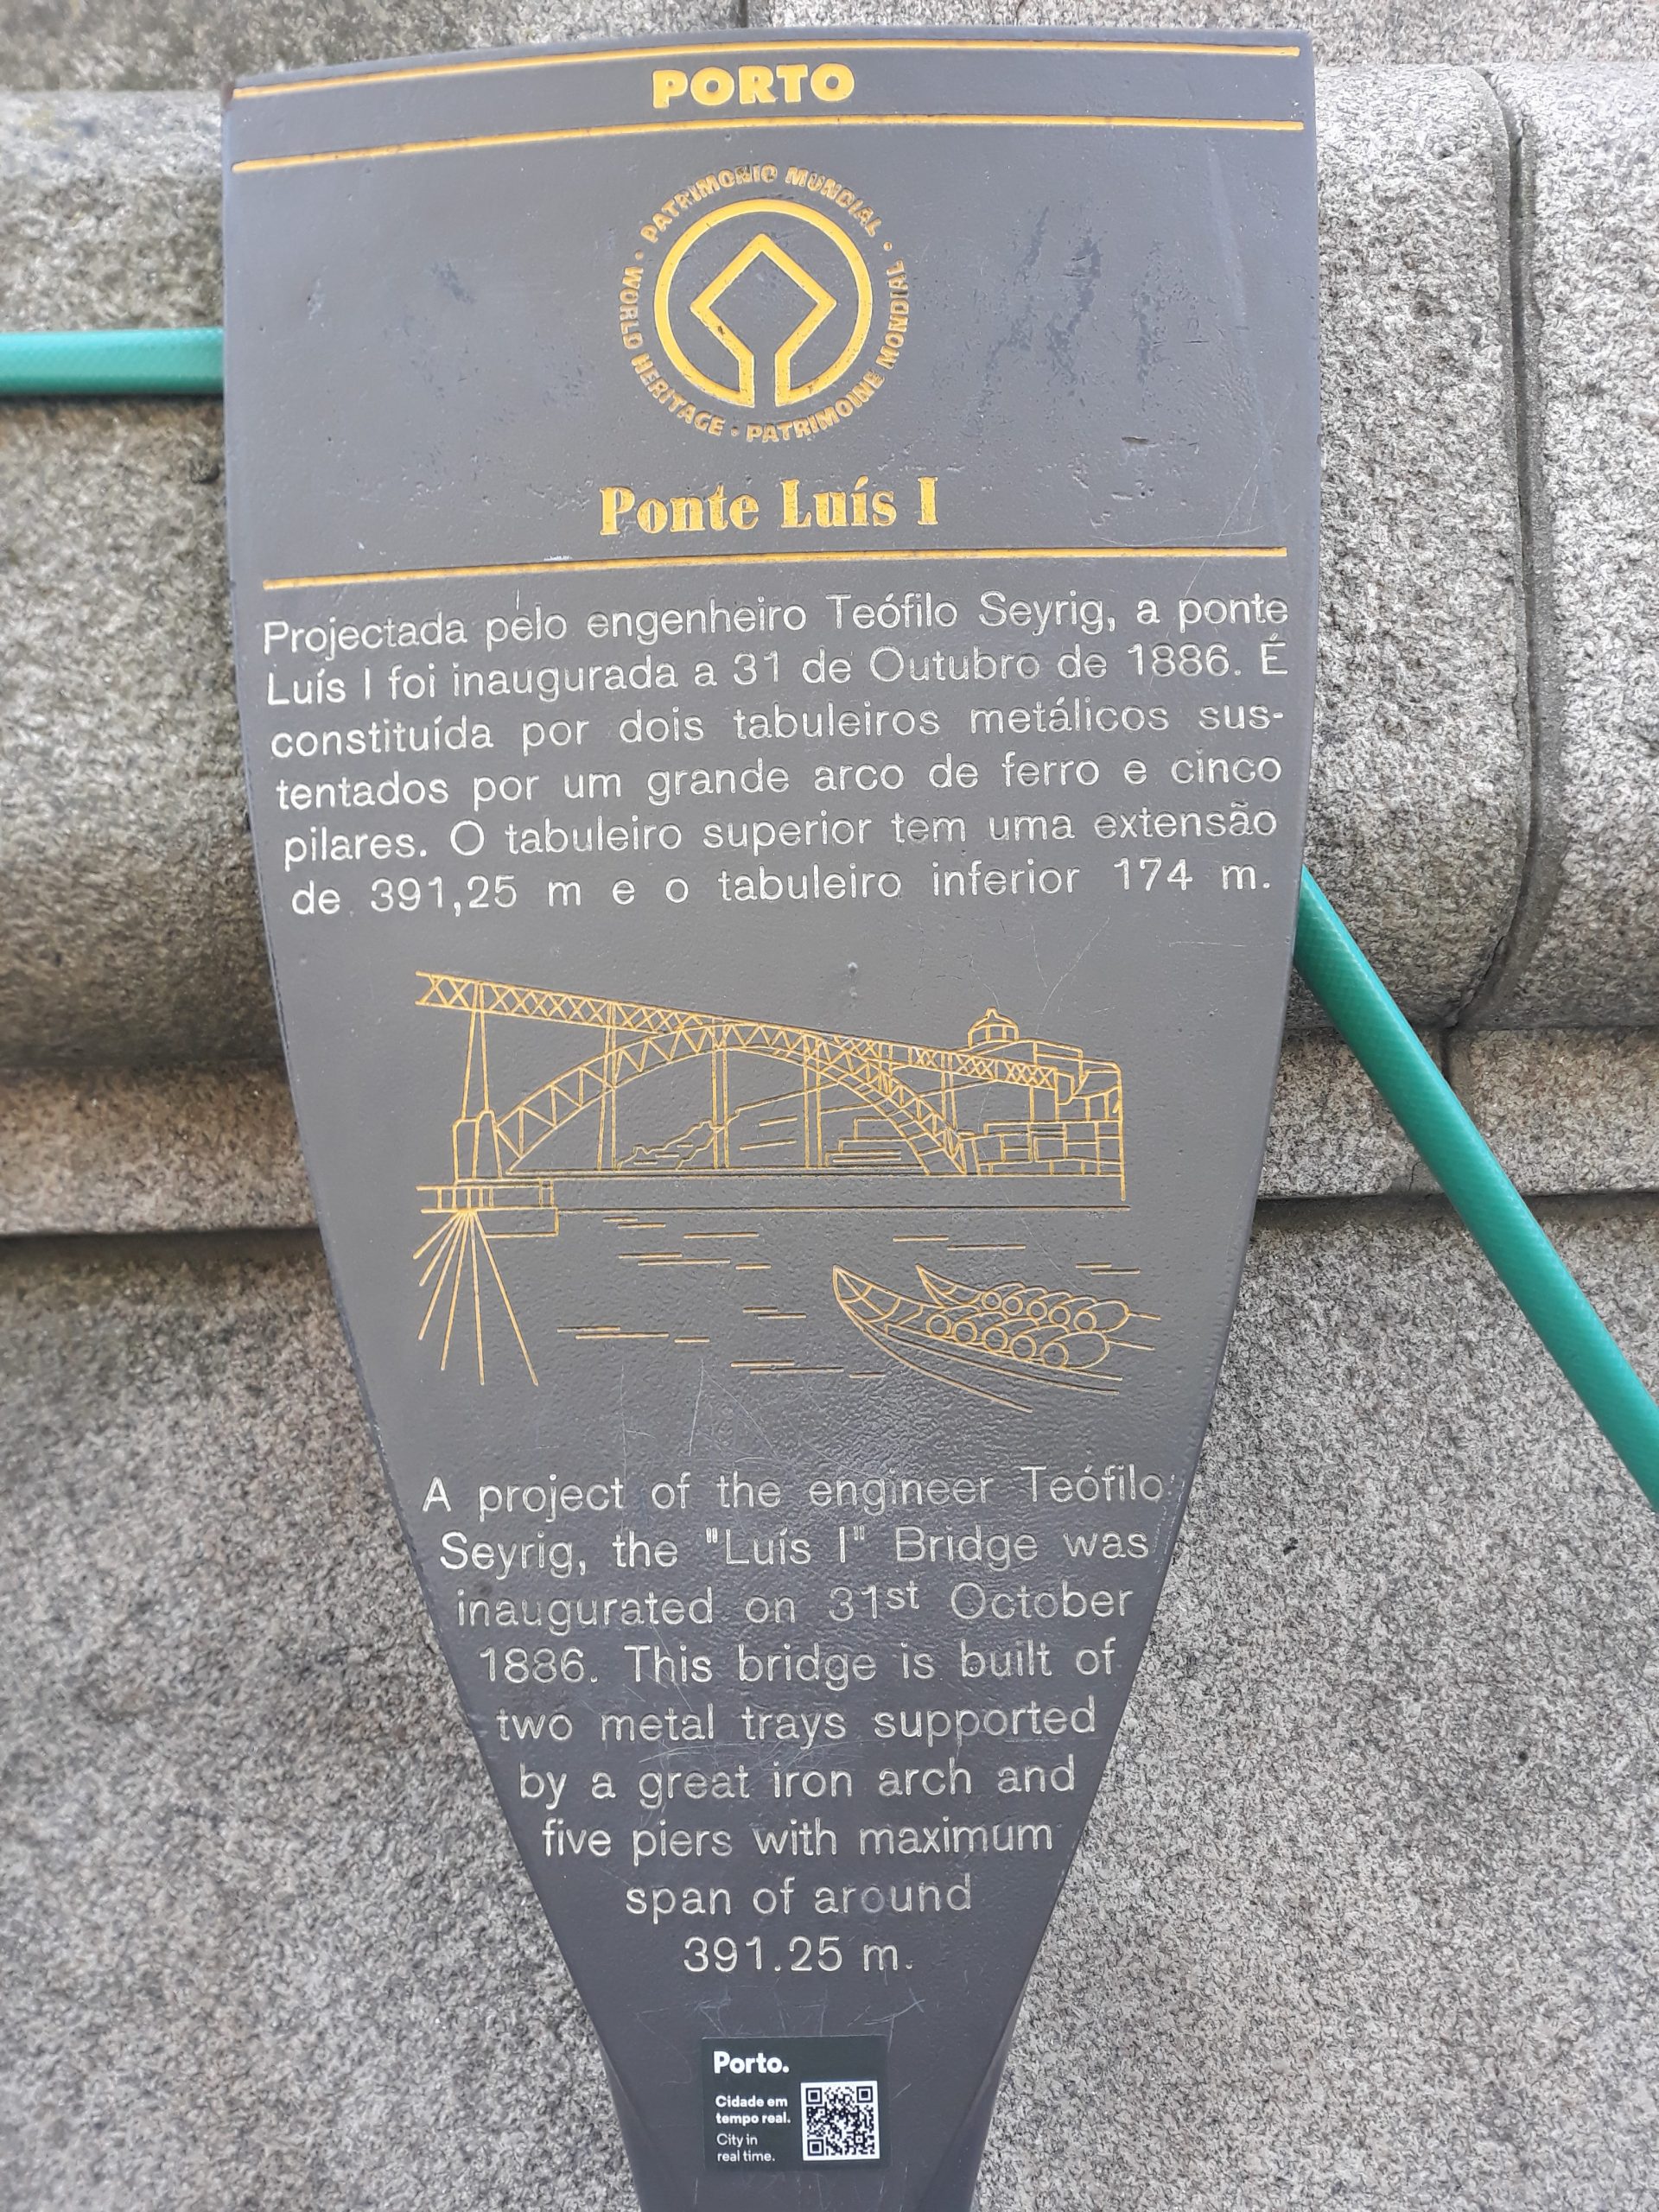 PORTO
PATRIMONIO MUNDIAL • WORLD HERITAGE • PATRIMOINE MONDIAL •
Ponte Luís I
Projectada pelo engenheiro Teófilo Seyrig, a ponte
Luís I foi inaugurada a 31 de Outubro de 1886. É
constituída por dois tabuleiros metálicos sus-
tentados por um grande arco de ferro e cinco
pilares. O tabuleiro superior tem uma extensão
de 391,25 m e o tabuleiro inferior 174 m.
A project of the engineer Teófilo
Seyrig, the "Luís I" Bridge was
inaugurated on 31st October
1886. This bridge is built of
two metal trays supported
by a great iron arch and
five piers with maximum
span of around
391.25 m.
Porto.
Cidade em
tempo real.
City in
real time.